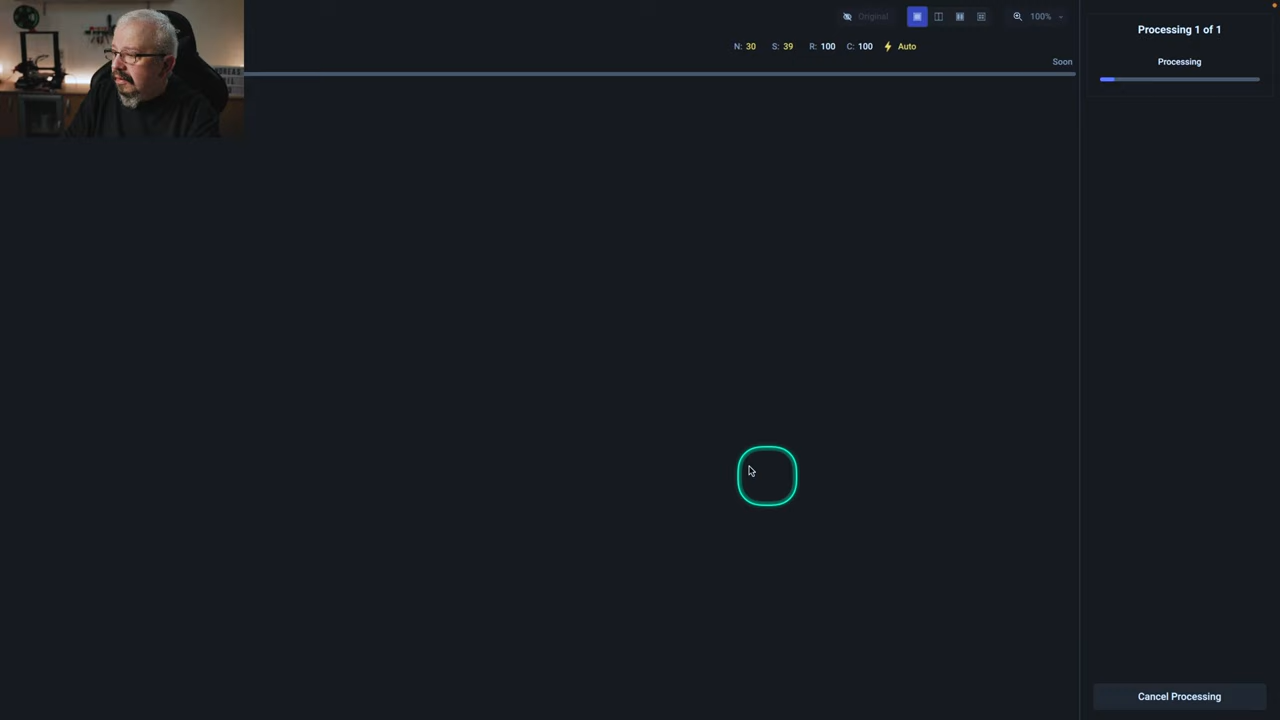 Original
100%
N: 30 S: 39 R: 100 C: 100 Auto
Soon
Processing 1 of 1
Processing
Cancel Processing